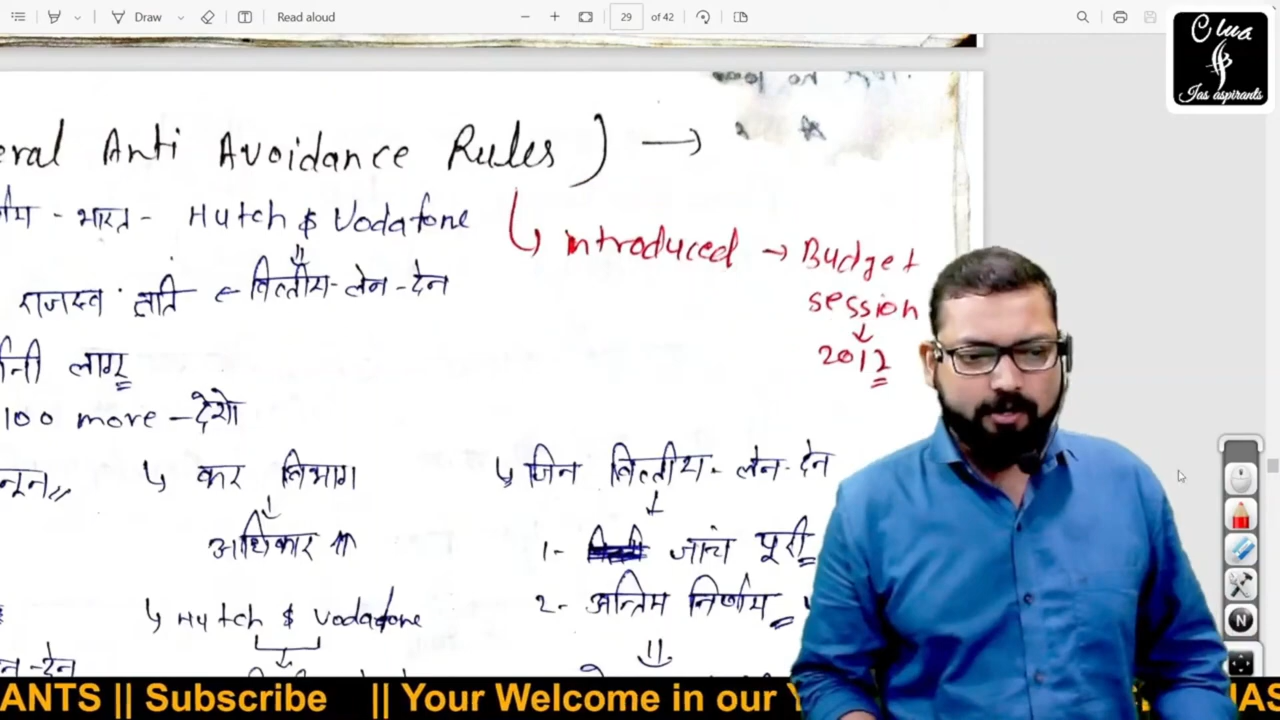 Draw
Read aloud
29 of 42
Clua
Ias aspirants
eral Anti Avoidance Rules ) →
- भारत - Hutch $ Vodafone
↳ introduced → Budget
session
2012
राजस्व क्षति ← वित्तीय-लेन-देन
लागू
100 more - देशो
↳ कर विभाग
↳ जिन वित्तीय-लेन-देन
अधिकार
1- जांच पूरी
2- अन्तिम निर्णय
↳ Hutch $ Vodafone
न-देन
N
ANTS || Subscribe || Your Welcome in our Y